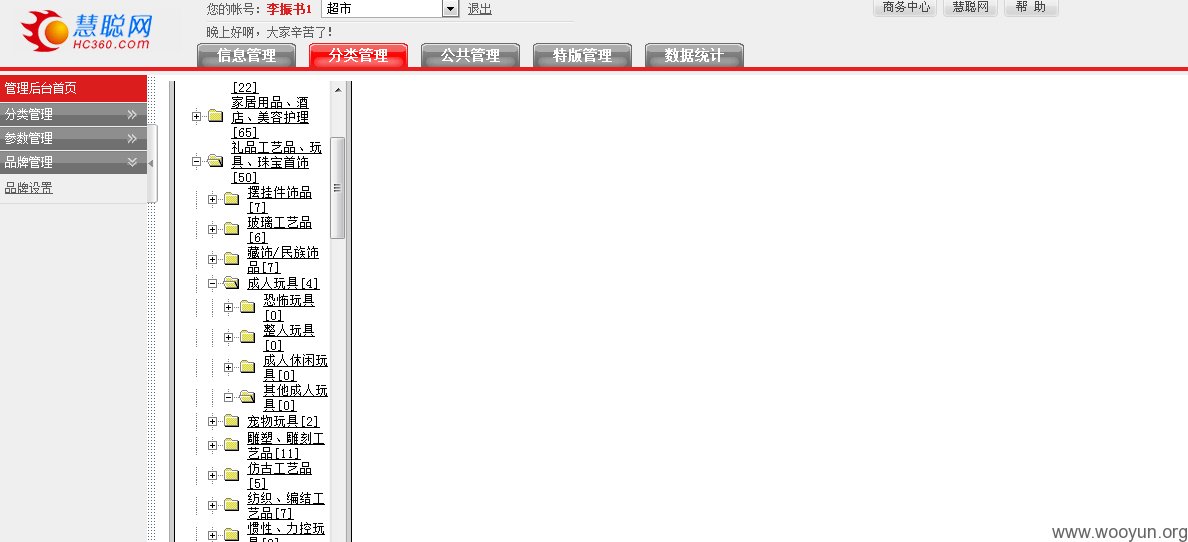 慧聪网
HC360.com
您的帐号: 李振书1 超市 退出
晚上好啊，大家辛苦了!
商务中心 慧聪网 帮 助
信息管理 分类管理 公共管理 特版管理 数据统计
管理后台首页
分类管理
参数管理
品牌管理
品牌设置
[22]
家居用品、酒
店、美容护理
[65]
礼品工艺品、玩
具、珠宝首饰
[50]
摆挂件饰品
[7]
玻璃工艺品
[6]
藏饰/民族饰
品[7]
成人玩具[4]
恐怖玩具
[0]
整人玩具
[0]
成人休闲玩
具[0]
其他成人玩
具[0]
宠物玩具[2]
雕塑、雕刻工
艺品[11]
仿古工艺品
[5]
纺织、编结工
艺品[7]
惯性、力控玩
www.wooyun.org